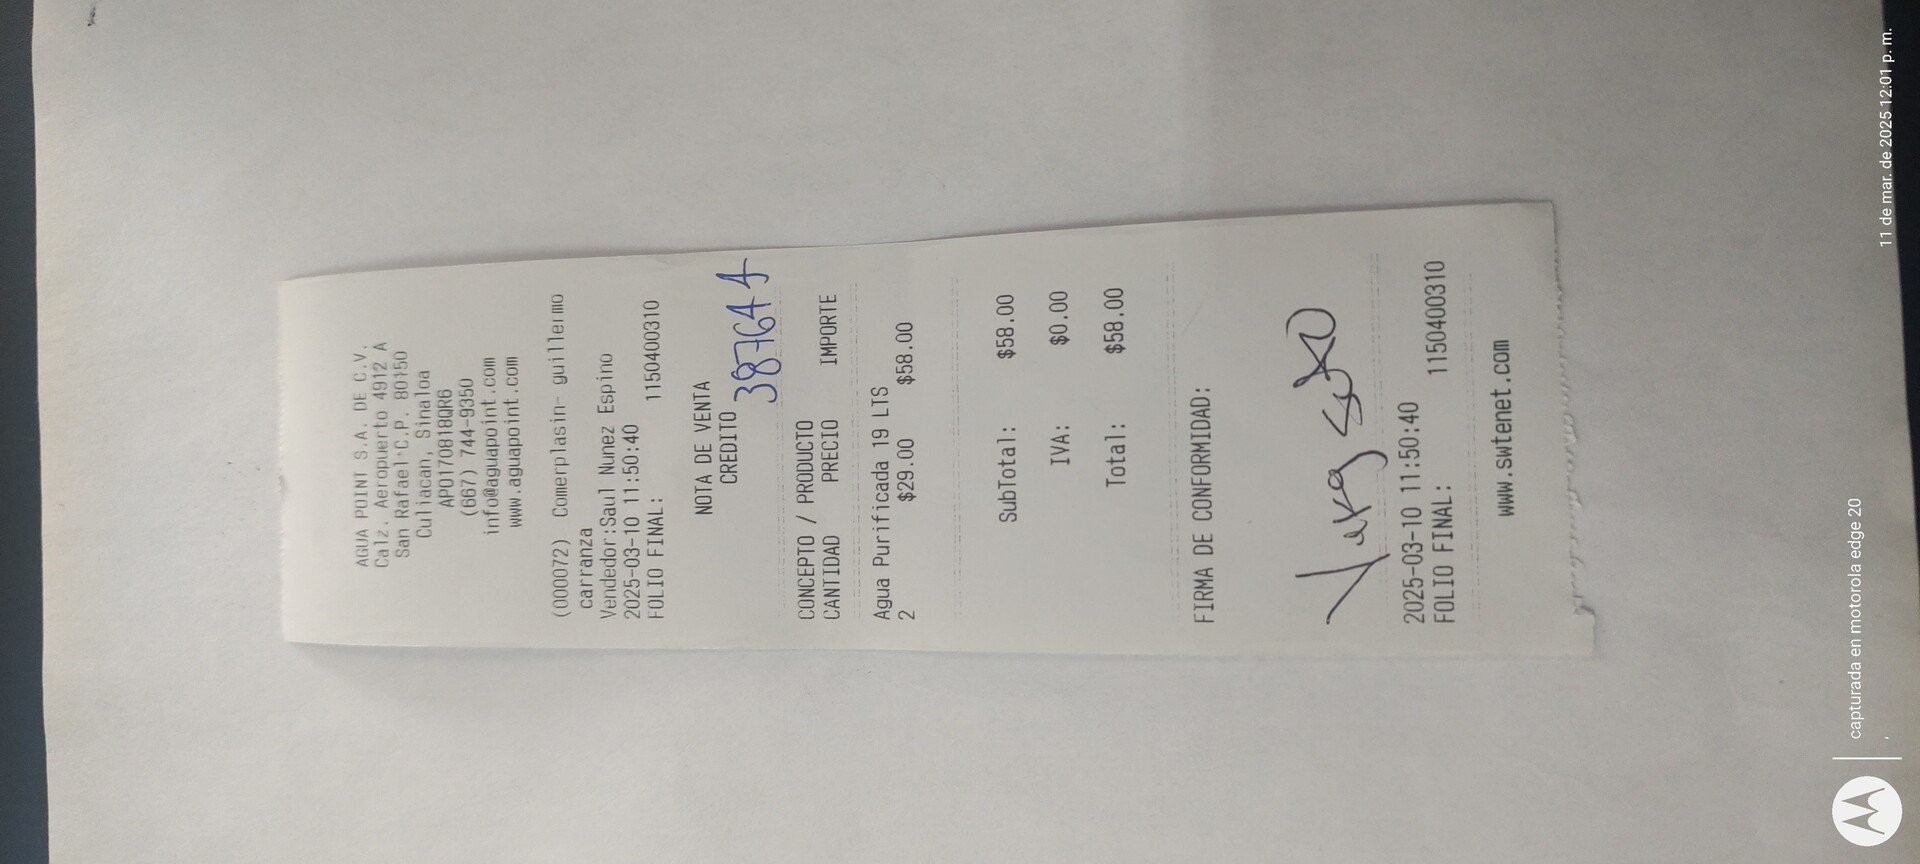 AGUA POINT S.A. DE C.V.
Calz. Aeropuerto 4912 A
San Rafael C.P. 80150
Culiacan, Sinaloa
APO170818QR6
(667) 744-9350
info@aguapoint.com
www.aguapoint.com
(000072) Comerplasin- guillermo
carranza
Vendedor:Saul Nunez Espino
2025-03-10 11:50:40
FOLIO FINAL: 1150400310
NOTA DE VENTA
CREDITO
38764
CONCEPTO / PRODUCTO
CANTIDAD PRECIO IMPORTE
Agua Purificada 19 LTS
2 $29.00 $58.00
SubTotal: $58.00
IVA: $0.00
Total: $58.00
FIRMA DE CONFORMIDAD:
2025-03-10 11:50:40
FOLIO FINAL: 1150400310
www.swtenet.com
capturada en motorola edge 20
11 de mar. de 2025 12:01 p. m.